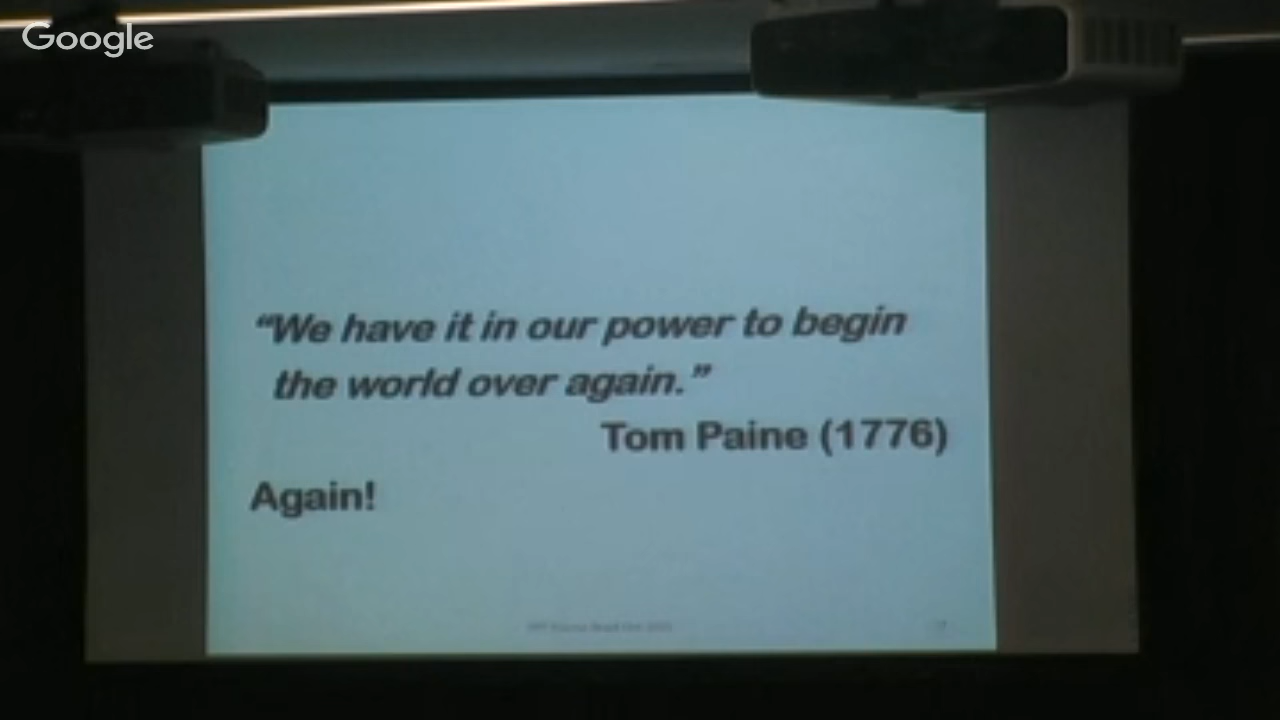 Google
“We have it in our power to begin
the world over again.”
Tom Paine (1776)
Again!